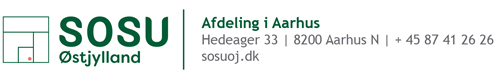 SOSU
Østjylland
Afdeling i Aarhus
Hedeager 33 | 8200 Aarhus N | + 45 87 41 26 26
sosuoj.dk